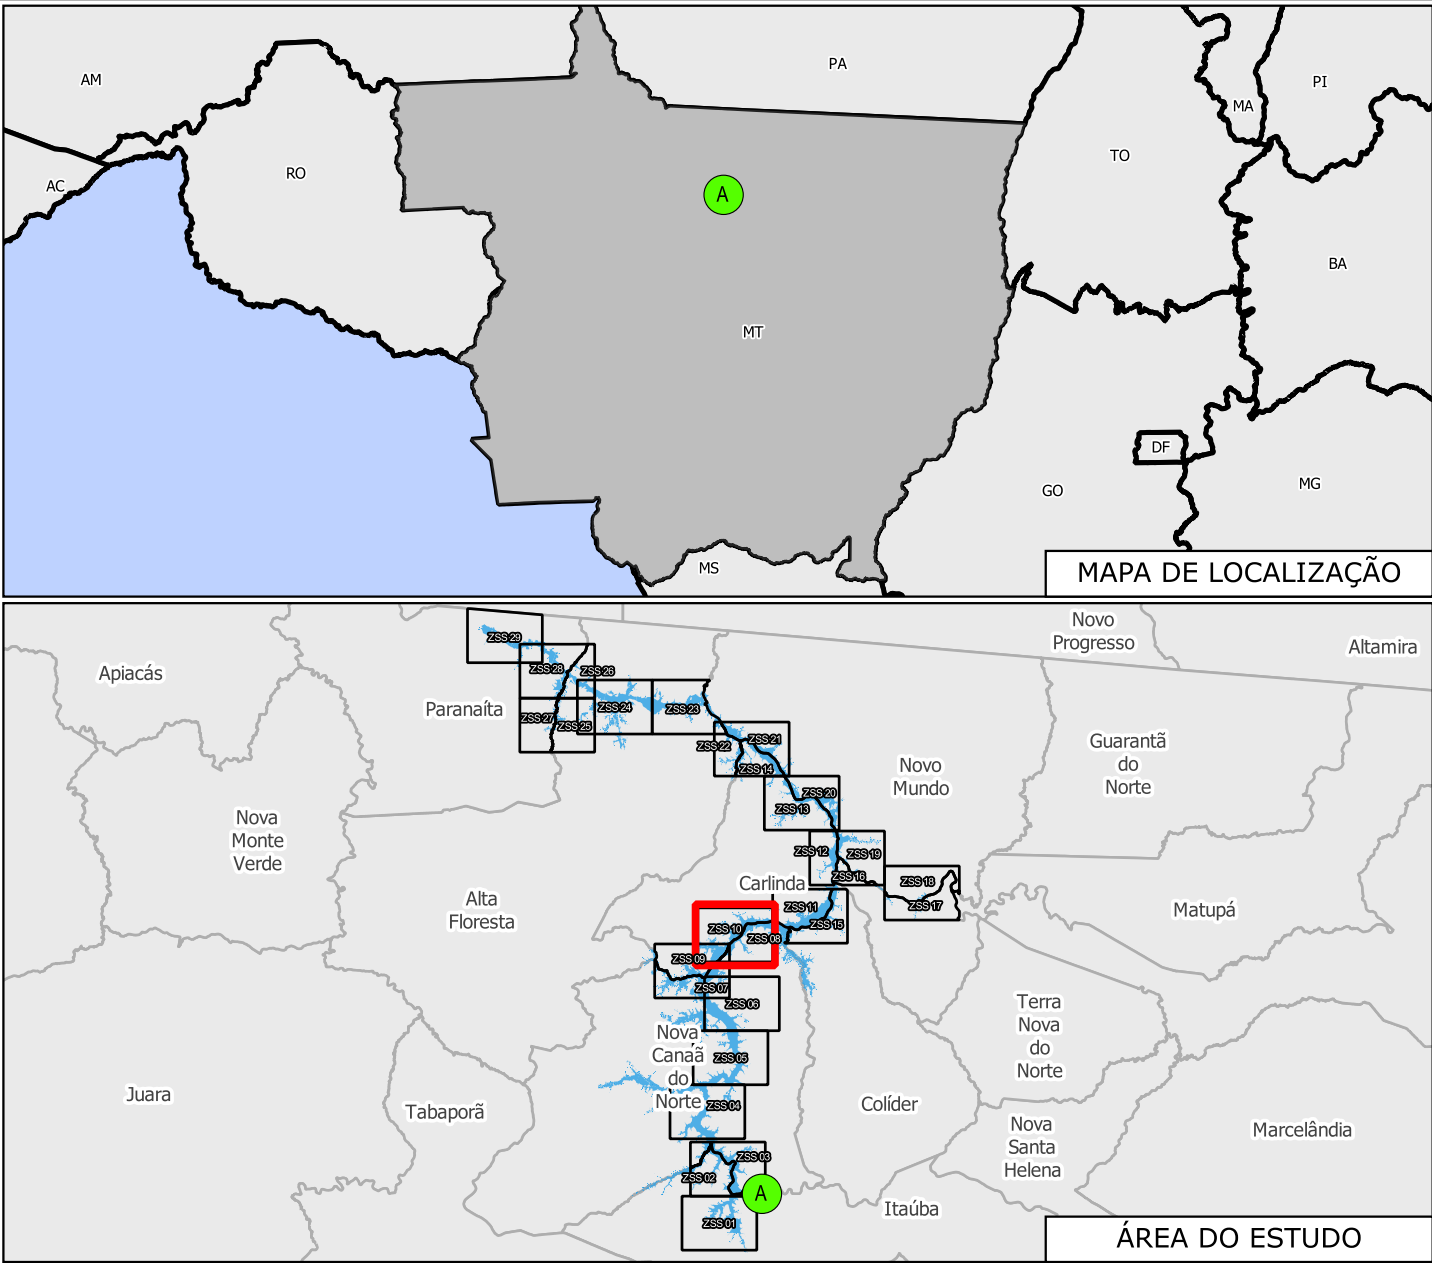 AM
PA
PI
MA
TO
RO
AC
A
BA
MT
DF
GO
MG
MS
MAPA DE LOCALIZAÇÃO
Novo
Progresso
Altamira
ZSS 29
Apiacás
ZSS 28
ZSS 26
Paranaíta
ZSS 27
ZSS 25
ZSS 24
ZSS 23
ZSS 22
ZSS 21
ZSS 14
Guarantã
do
Norte
Novo
Mundo
ZSS 20
ZSS 13
Nova
Monte
Verde
ZSS 12
ZSS 19
ZSS 16
ZSS 18
ZSS 17
Carlinda
Alta
Floresta
ZSS 11
ZSS 15
Matupá
ZSS 10
ZSS 08
ZSS 09
ZSS 07
ZSS 06
Nova
Canaã
do
Norte
ZSS 05
ZSS 04
Terra
Nova
do
Norte
Juara
Tabaporã
Colíder
Nova
Santa
Helena
Marcelândia
ZSS 03
ZSS 02
A
ZSS 01
Itaúba
ÁREA DO ESTUDO